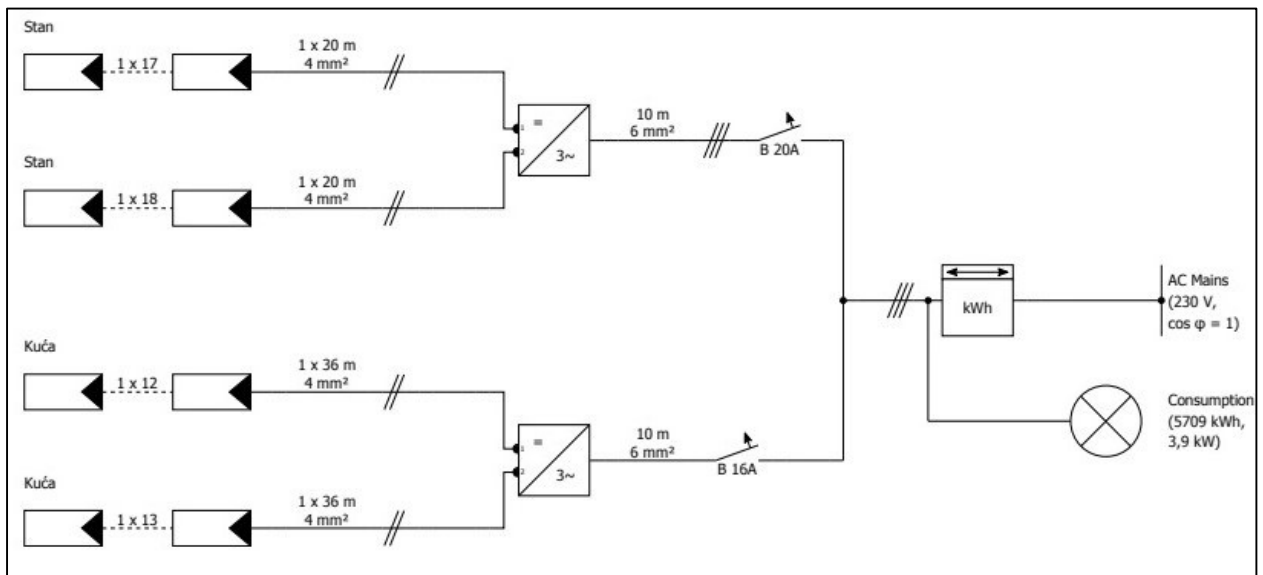 Stan
1 x 17
1 x 20 m
4 mm²
Stan
1 x 18
1 x 20 m
4 mm²
1
2
=
3~
10 m
6 mm²
B 20A
Kuća
1 x 12
1 x 36 m
4 mm²
Kuća
1 x 13
1 x 36 m
4 mm²
1
2
=
3~
10 m
6 mm²
B 16A
kWh
AC Mains
(230 V,
cos φ = 1)
Consumption
(5709 kWh,
3,9 kW)